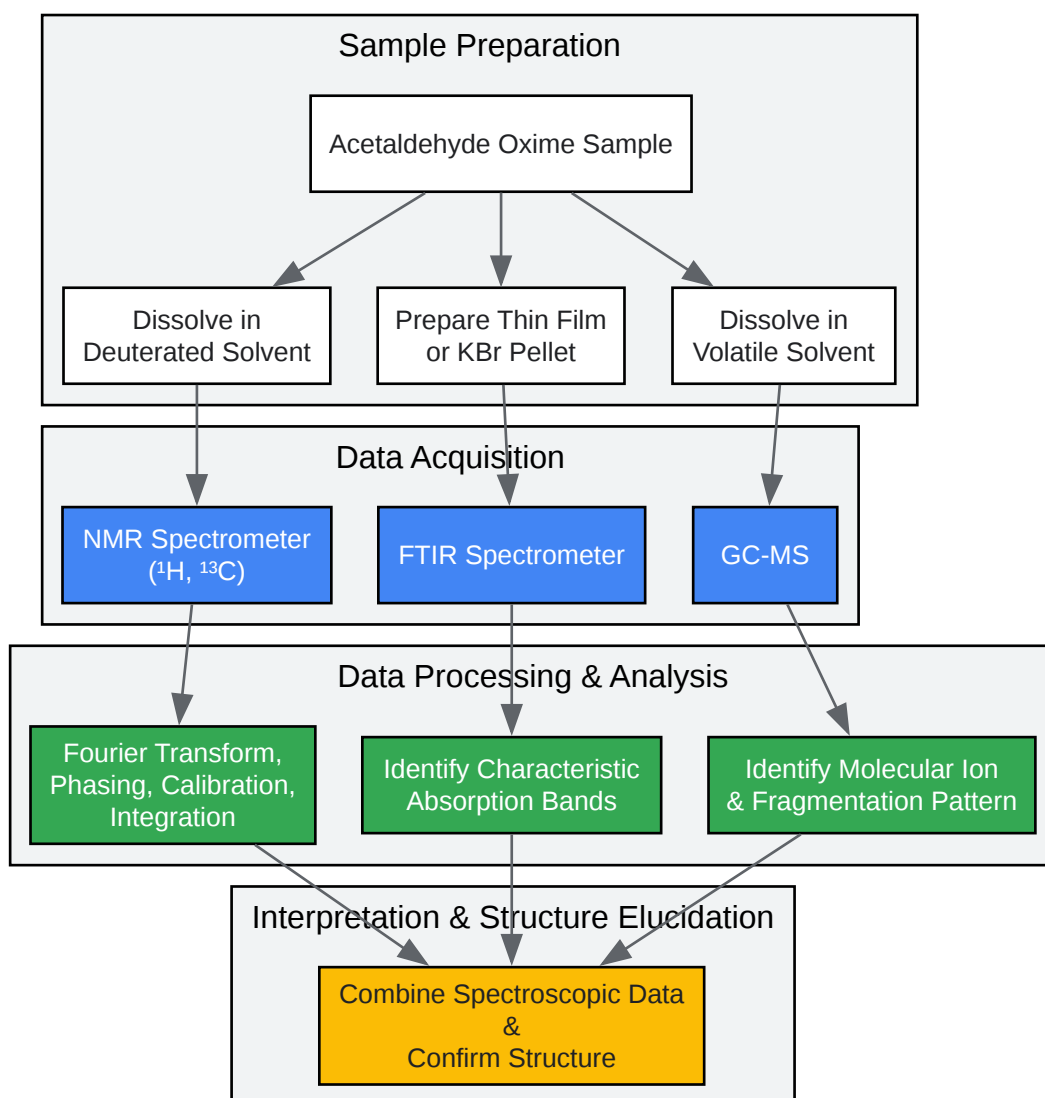 Sample Preparation
Acetaldehyde Oxime Sample
Dissolve in
Deuterated Solvent
Prepare Thin Film
or KBr Pellet
Dissolve in
Volatile Solvent
Data Acquisition
NMR Spectrometer
(¹H, ¹³C)
FTIR Spectrometer
GC-MS
Data Processing & Analysis
Fourier Transform,
Phasing, Calibration,
Integration
Identify Characteristic
Absorption Bands
Identify Molecular Ion
& Fragmentation Pattern
Interpretation & Structure Elucidation
Combine Spectroscopic Data
&
Confirm Structure